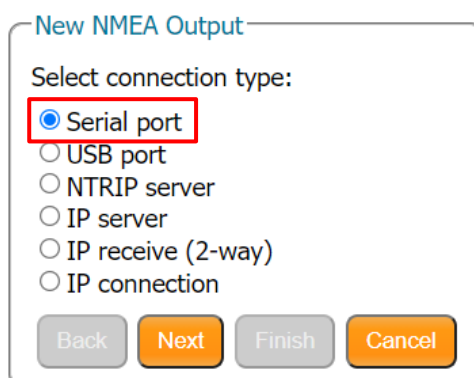 New NMEA Output
Select connection type:
Serial port
USB port
NTRIP server
IP server
IP receive (2-way)
IP connection
Back Next Finish Cancel